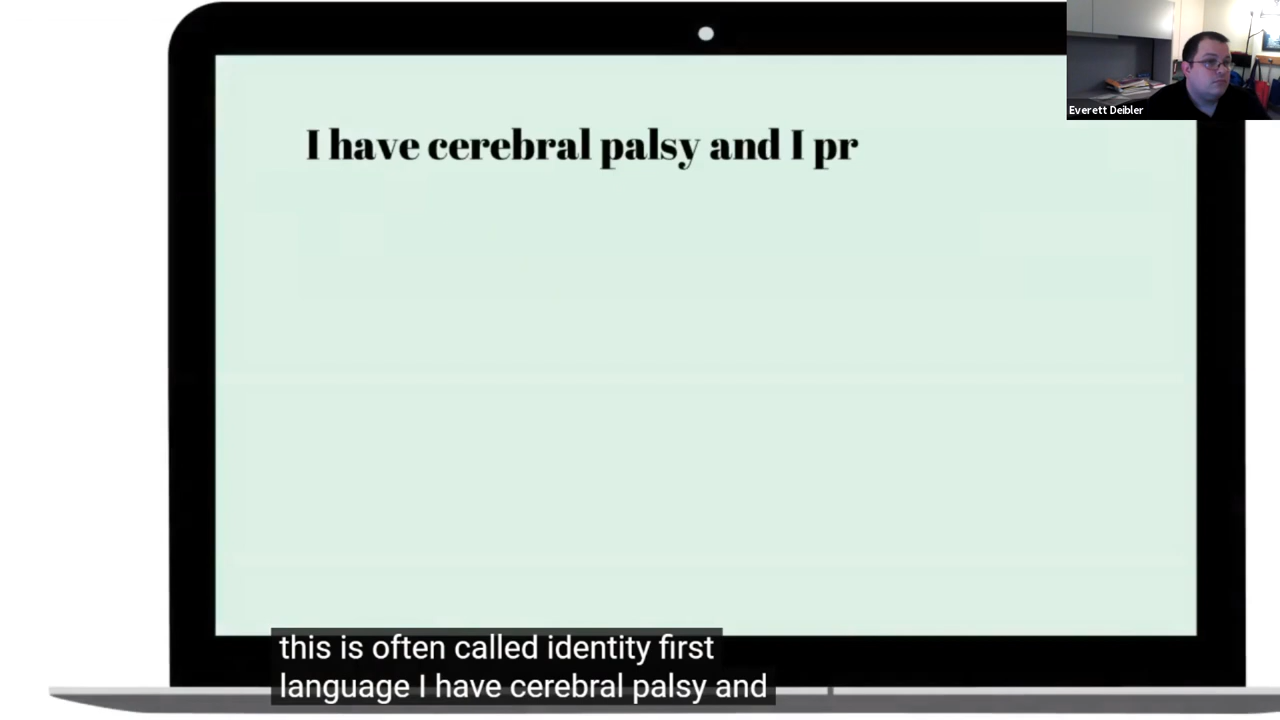 Everett Deibler
I have cerebral palsy and I pr
this is often called identity first
language I have cerebral palsy and